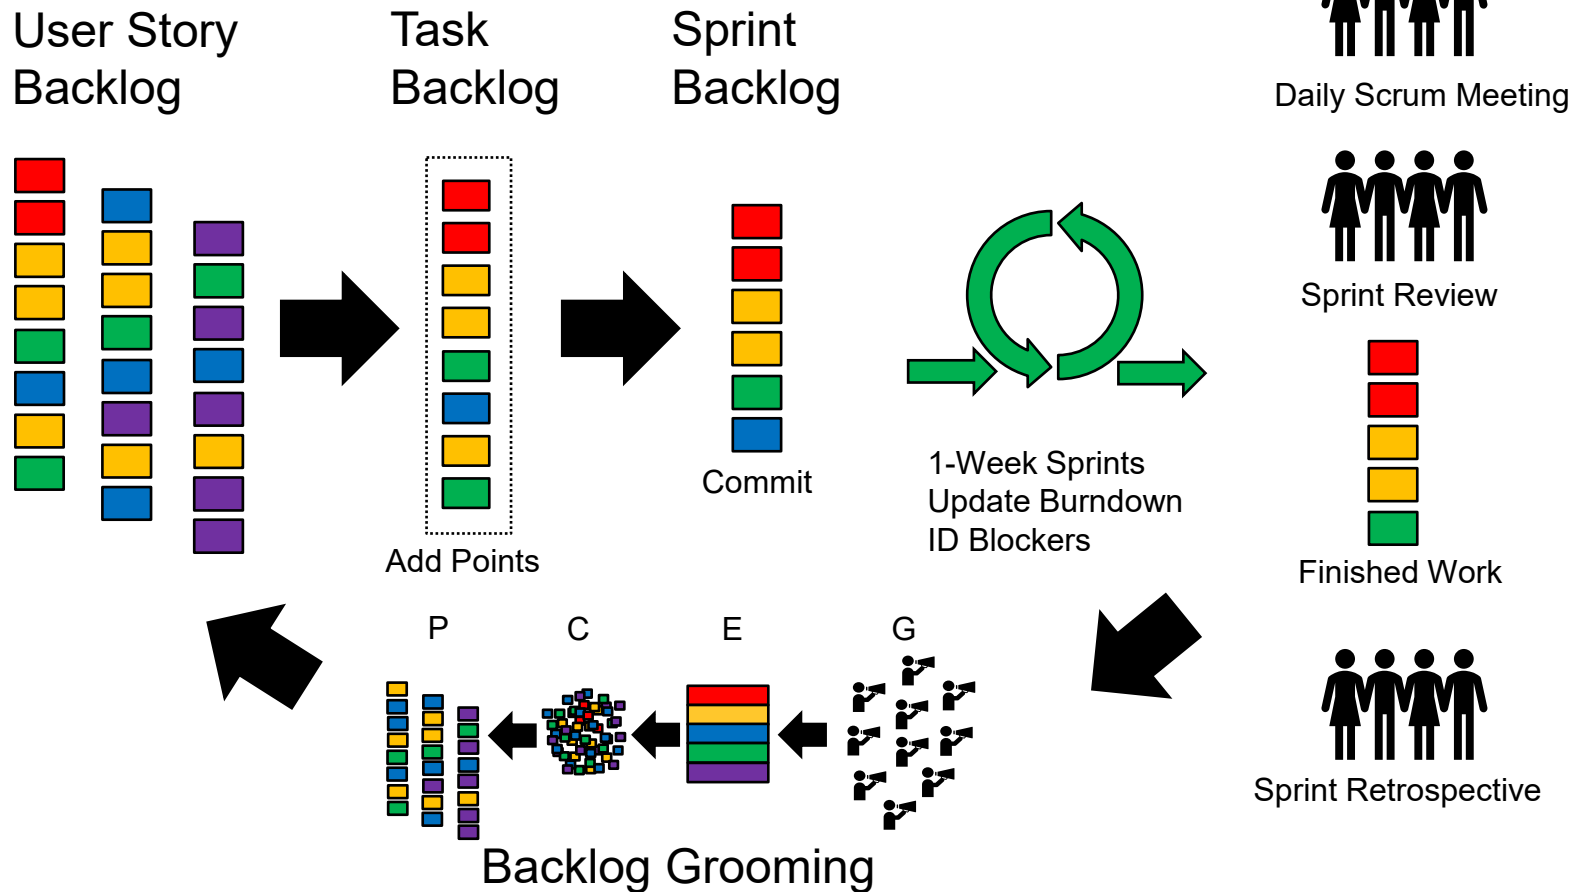 User Story
Backlog
Task
Backlog
Sprint
Backlog
Daily Scrum Meeting
Sprint Review
Commit
1-Week Sprints
Update Burndown
ID Blockers
Add Points
Finished Work
P
C
E
G
Sprint Retrospective
Backlog Grooming